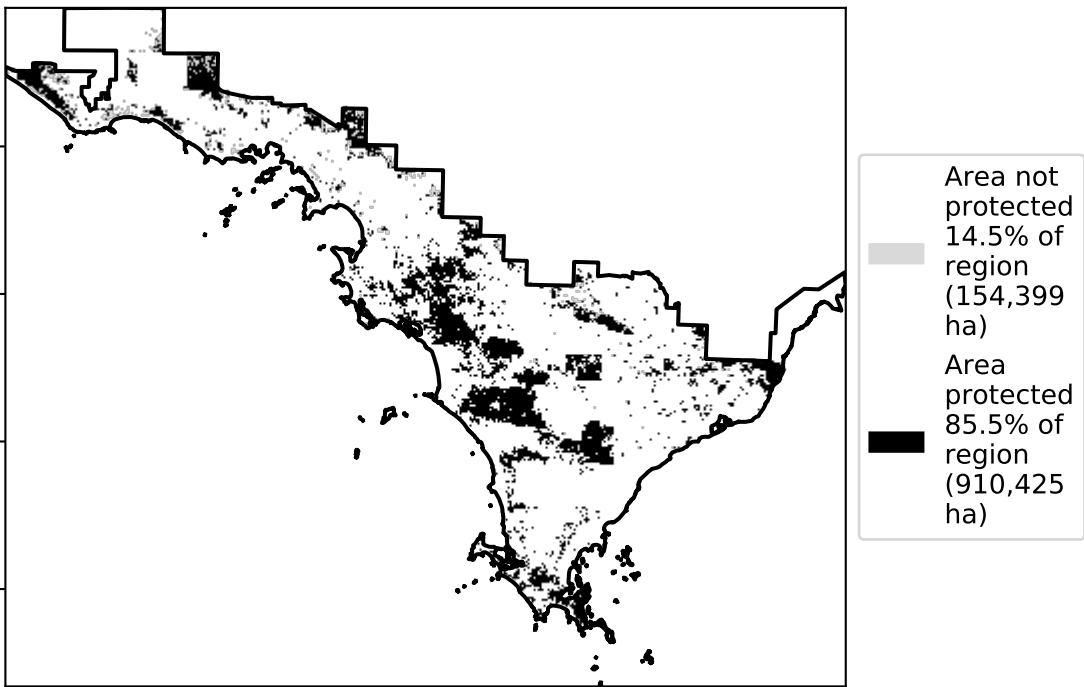 Area not
protected
14.5% of
region
(154,399
ha)
Area
protected
85.5% of
region
(910,425
ha)